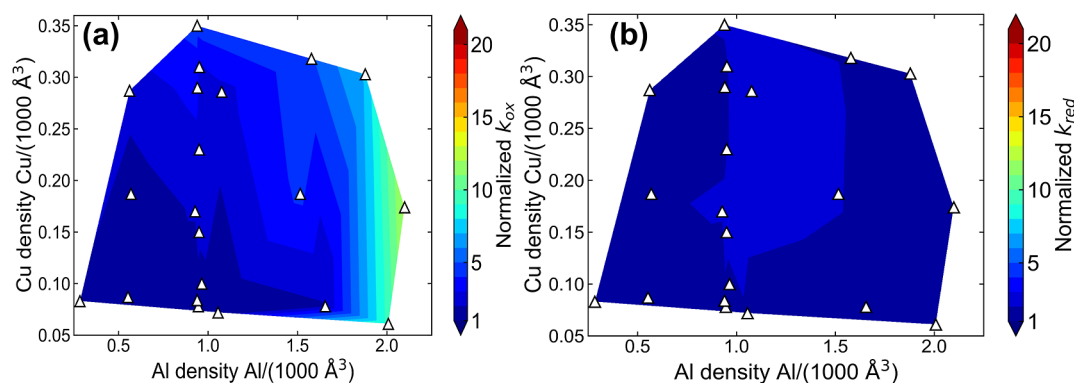 (a)
0.35
0.30
0.25
0.20
0.15
0.10
0.05
Cu density Cu/(1000 Å³)
0.5 1.0 1.5 2.0
Al density Al/(1000 Å³)
20
15
10
5
1
Normalized k_ox
(b)
0.35
0.30
0.25
0.20
0.15
0.10
0.05
Cu density Cu/(1000 Å³)
0.5 1.0 1.5 2.0
Al density Al/(1000 Å³)
20
15
10
5
1
Normalized k_red